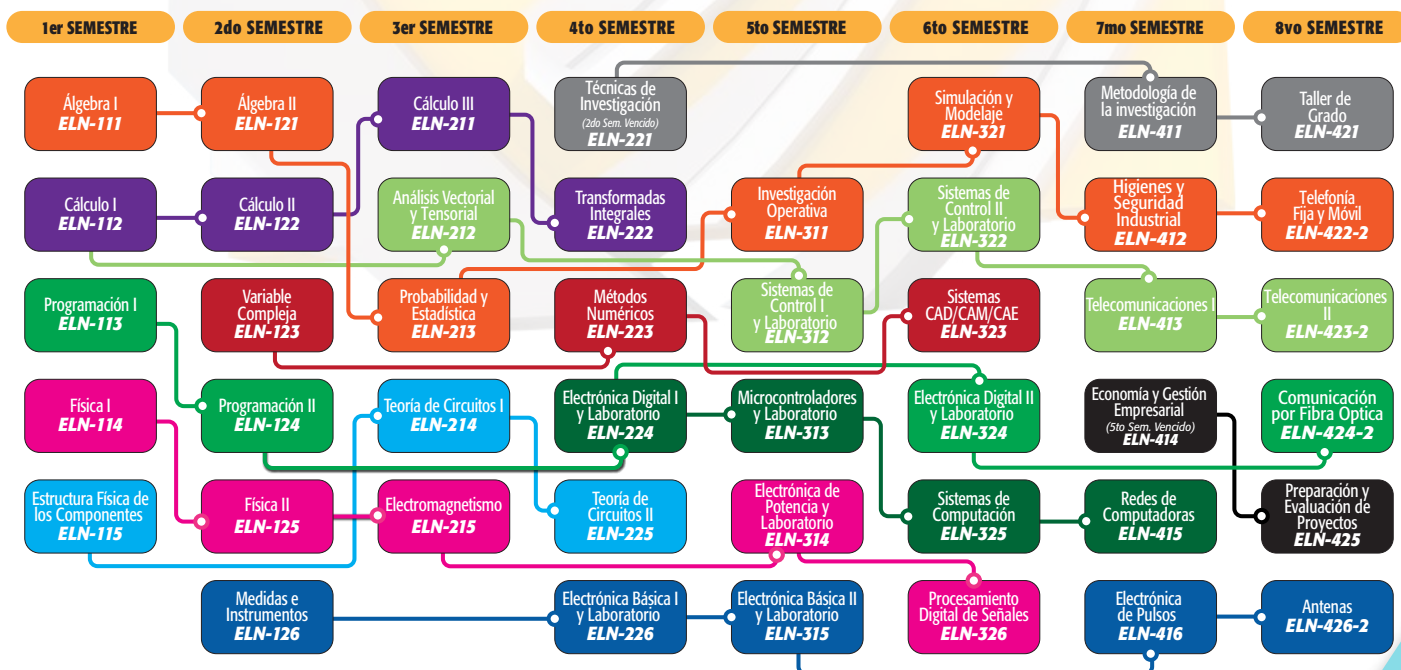 1er SEMESTRE
2do SEMESTRE
3er SEMESTRE
4to SEMESTRE
5to SEMESTRE
6to SEMESTRE
7mo SEMESTRE
8vo SEMESTRE
Álgebra I
ELN-111
Álgebra II
ELN-121
Cálculo III
ELN-211
Técnicas de
Investigación
(2do Sem. Vencido)
ELN-221
Simulación y
Modelaje
ELN-321
Metodología de
la investigación
ELN-411
Taller de
Grado
ELN-421
Cálculo I
ELN-112
Cálculo II
ELN-122
Análisis Vectorial
y Tensorial
ELN-212
Transformadas
Integrales
ELN-222
Investigación
Operativa
ELN-311
Sistemas de
Control II
y Laboratorio
ELN-322
Higienes y
Seguridad
Industrial
ELN-412
Telefonía
Fija y Móvil
ELN-422-2
Programación I
ELN-113
Variable
Compleja
ELN-123
Probabilidad y
Estadística
ELN-213
Métodos
Numéricos
ELN-223
Sistemas de
Control I
y Laboratorio
ELN-312
Sistemas
CAD/CAM/CAE
ELN-323
Telecomunicaciones I
ELN-413
Telecomunicaciones
II
ELN-423-2
Física I
ELN-114
Programación II
ELN-124
Teoría de Circuitos I
ELN-214
Electrónica Digital I
y Laboratorio
ELN-224
Microcontroladores
y Laboratorio
ELN-313
Electrónica Digital II
y Laboratorio
ELN-324
Economía y Gestión
Empresarial
(5to Sem. Vencido)
ELN-414
Comunicación
por Fibra Optica
ELN-424-2
Estructura Física de
los Componentes
ELN-115
Física II
ELN-125
Electromagnetismo
ELN-215
Teoría de
Circuitos II
ELN-225
Electrónica de
Potencia y
Laboratorio
ELN-314
Sistemas de
Computación
ELN-325
Redes de
Computadoras
ELN-415
Preparación y
Evaluación de
Proyectos
ELN-425
Medidas e
Instrumentos
ELN-126
Electrónica Básica I
y Laboratorio
ELN-226
Electrónica Básica II
y Laboratorio
ELN-315
Procesamiento
Digital de Señales
ELN-326
Electrónica
de Pulsos
ELN-416
Antenas
ELN-426-2